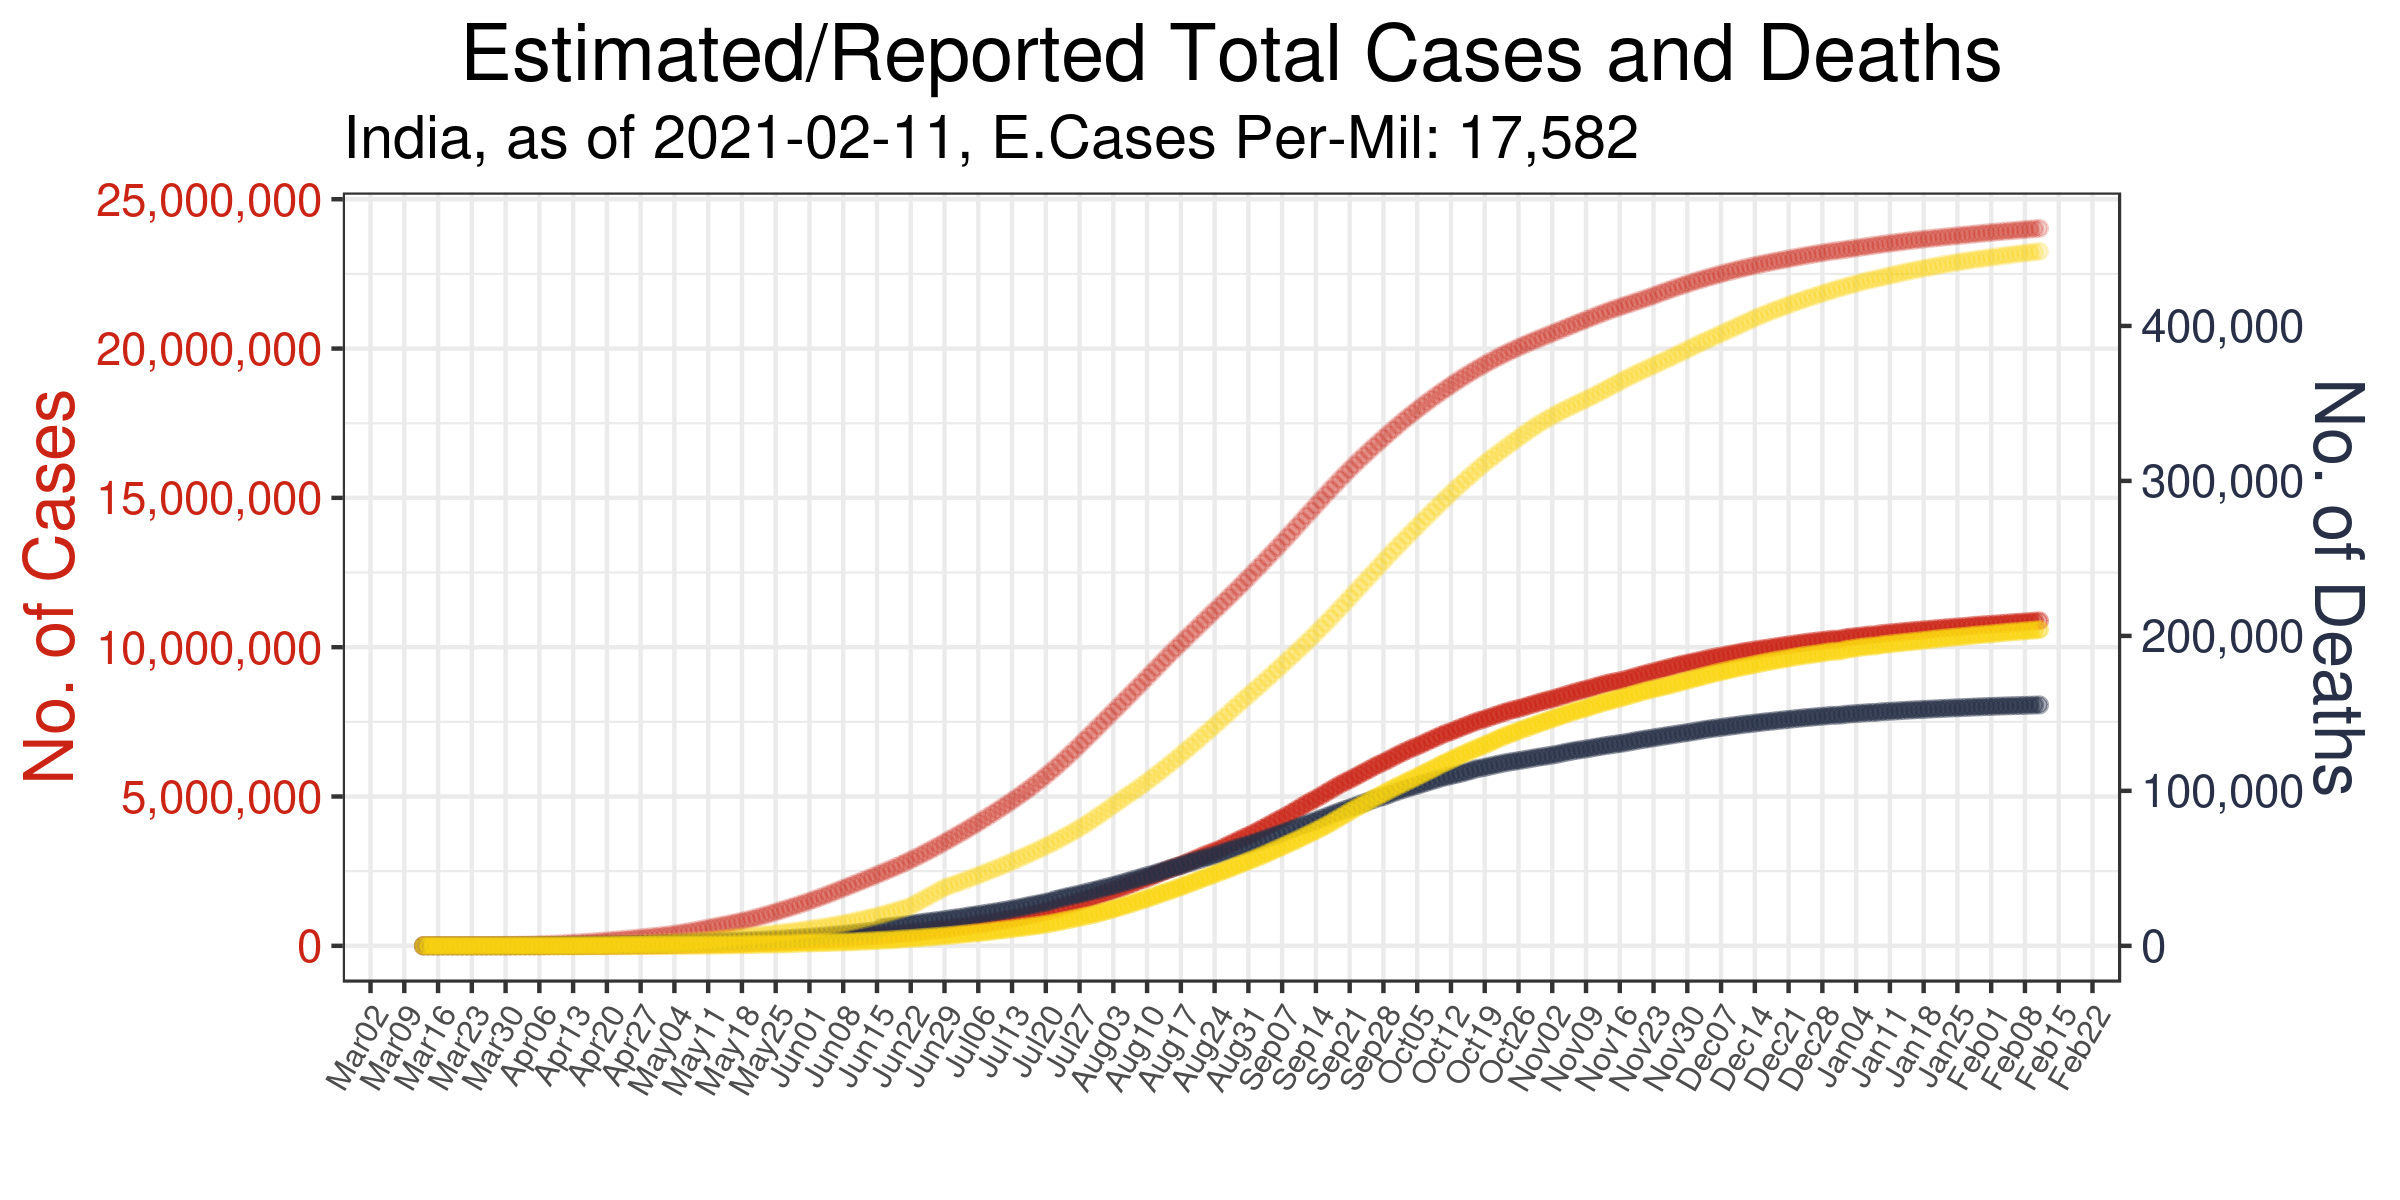 Estimated/Reported Total Cases and Deaths
India, as of 2021-02-11, E.Cases Per-Mil: 17,582
No. of Cases
25,000,000
20,000,000
15,000,000
10,000,000
5,000,000
0
400,000
300,000
200,000
100,000
0
No. of Deaths
Mar02
Mar09
Mar16
Mar23
Mar30
Apr06
Apr13
Apr20
Apr27
May04
May11
May18
May25
Jun01
Jun08
Jun15
Jun22
Jun29
Jul06
Jul13
Jul20
Jul27
Aug03
Aug10
Aug17
Aug24
Aug31
Sep07
Sep14
Sep21
Sep28
Oct05
Oct12
Oct19
Oct26
Nov02
Nov09
Nov16
Nov23
Nov30
Dec07
Dec14
Dec21
Dec28
Jan04
Jan11
Jan18
Jan25
Feb01
Feb08
Feb15
Feb22